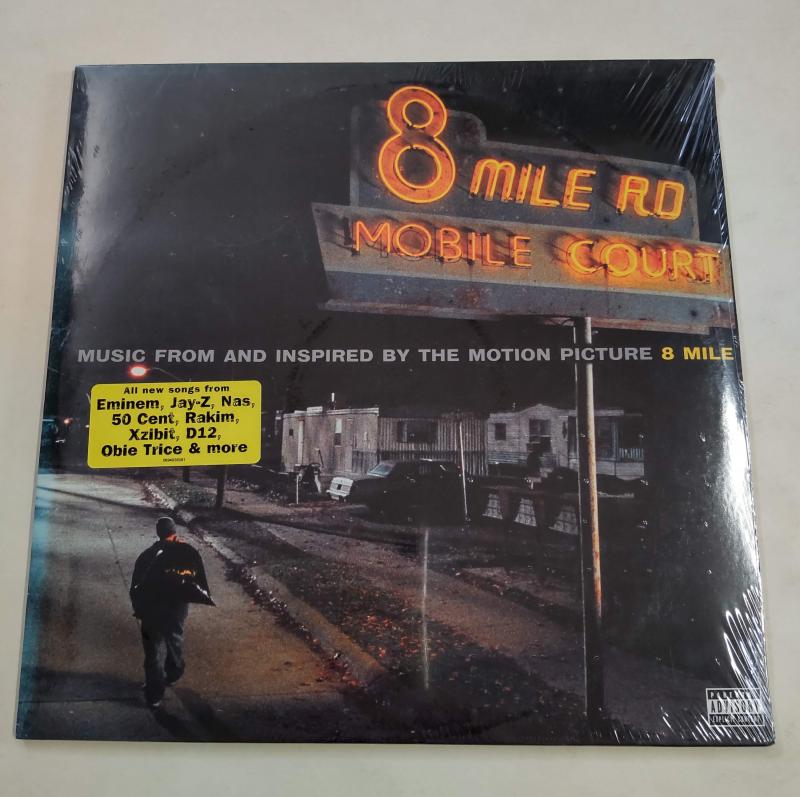 8 MILE RD
MOBILE COURT
MUSIC FROM AND INSPIRED BY THE MOTION PICTURE 8 MILE
All new songs from
Eminem, Jay-Z, Nas,
50 Cent, Rakim,
Xzibit, D12,
Obie Trice & more
PARENTAL
ADVISORY
EXPLICIT CONTENT